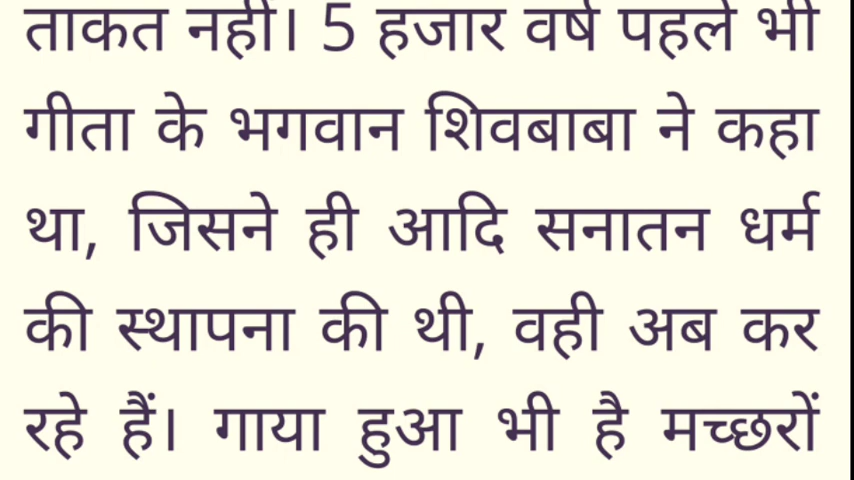 ताकत नहीं। 5 हजार वर्ष पहले भी
गीता के भगवान शिवबाबा ने कहा
था, जिसने ही आदि सनातन धर्म
की स्थापना की थी, वही अब कर
रहे हैं। गाया हुआ भी है मच्छरों